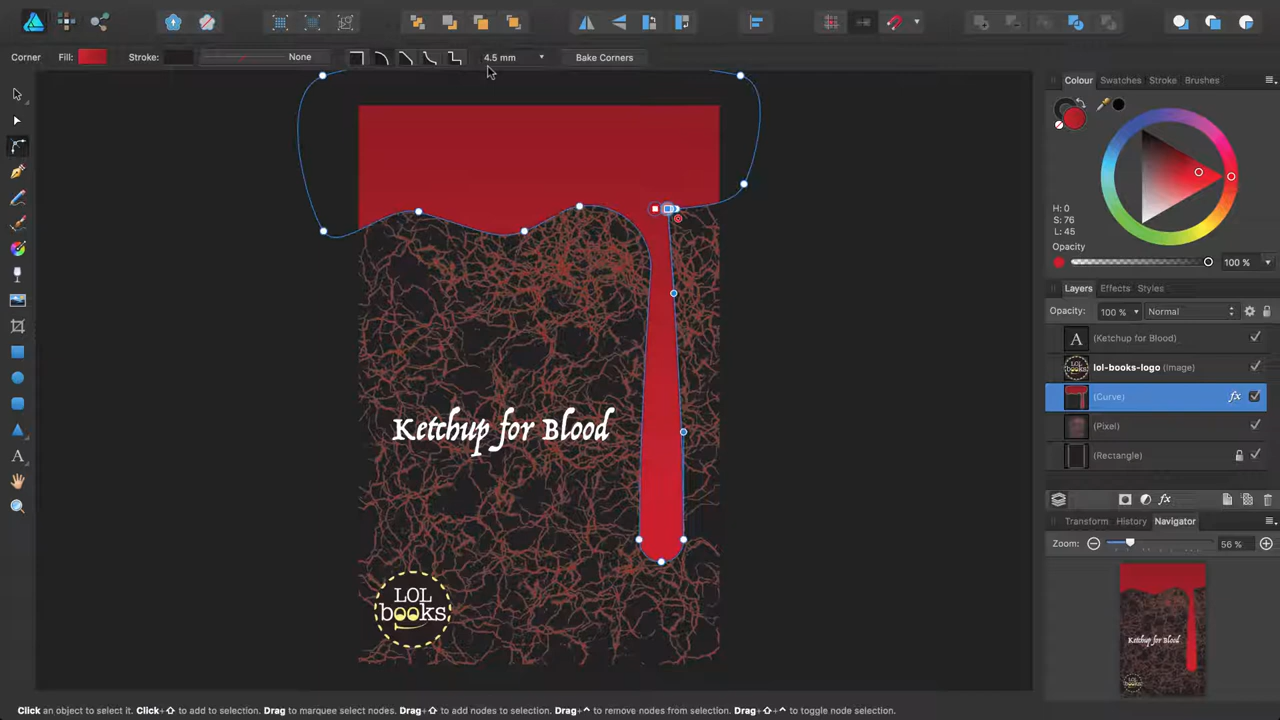 Corner Fill: Stroke: None 4.5 mm Bake Corners
Colour Swatches Stroke Brushes
H: 0
S: 76
L: 45
Opacity
100 %
Layers Effects Styles
Opacity: 100 % Normal
A (Ketchup for Blood)
lol-books-logo (Image)
(Curve) fx
(Pixel)
(Rectangle)
fx
Transform History Navigator
Zoom: 56 %
Ketchup for Blood
LOL
books
Ketchup for Blood
LOL
books
Click an object to select it. Click+⇧ to add to selection. Drag to marquee select nodes. Drag+⇧ to add nodes to selection. Drag+^ to remove nodes from selection. Drag+⇧+^ to toggle node selection.